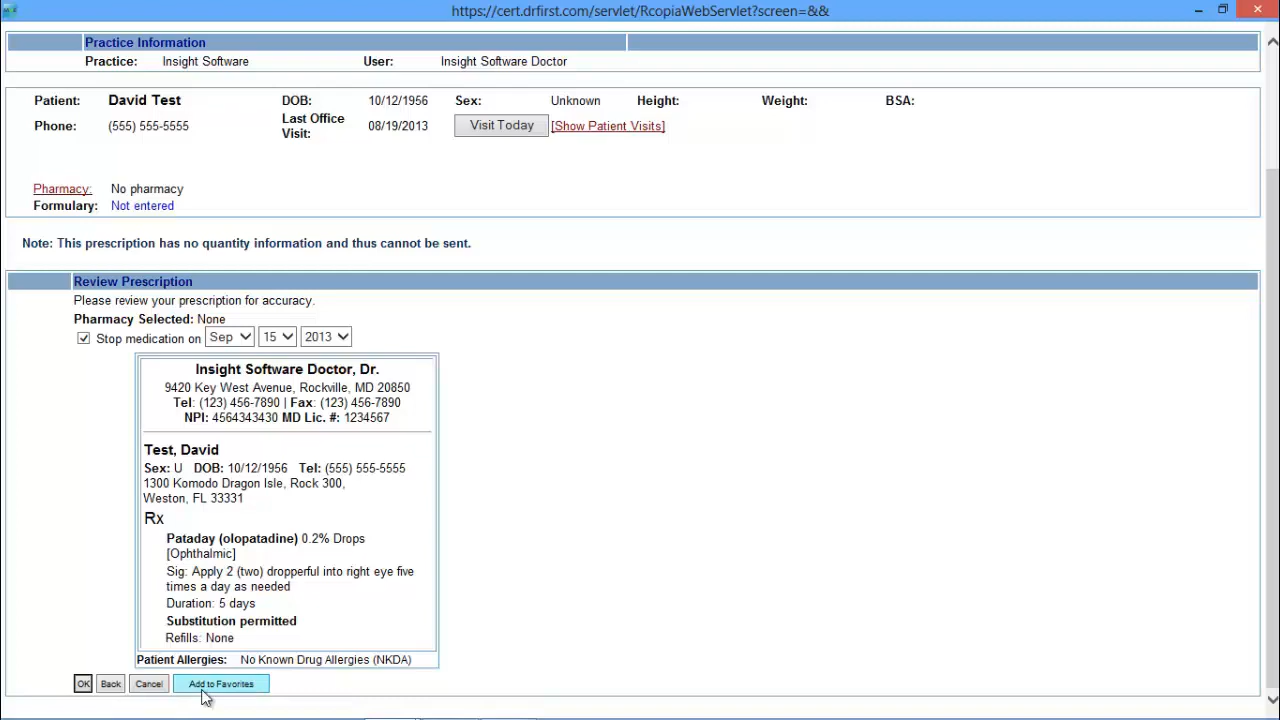 https://cert.drfirst.com/servlet/RcopiaWebServlet?screen=&&
Practice Information
Practice: Insight Software User: Insight Software Doctor
Patient: David Test DOB: 10/12/1956 Sex: Unknown Height: Weight: BSA:
Phone: (555) 555-5555 Last Office Visit: 08/19/2013 Visit Today [Show Patient Visits]
Pharmacy: No pharmacy
Formulary: Not entered
Note: This prescription has no quantity information and thus cannot be sent.
Review Prescription
Please review your prescription for accuracy.
Pharmacy Selected: None
Stop medication on Sep 15 2013
Insight Software Doctor, Dr.
9420 Key West Avenue, Rockville, MD 20850
Tel: (123) 456-7890 | Fax: (123) 456-7890
NPI: 4564343430 MD Lic. #: 1234567
Test, David
Sex: U DOB: 10/12/1956 Tel: (555) 555-5555
1300 Komodo Dragon Isle, Rock 300,
Weston, FL 33331
Rx
Pataday (olopatadine) 0.2% Drops
[Ophthalmic]
Sig: Apply 2 (two) dropperful into right eye five
times a day as needed
Duration: 5 days
Substitution permitted
Refills: None
Patient Allergies: No Known Drug Allergies (NKDA)
OK Back Cancel Add to Favorites